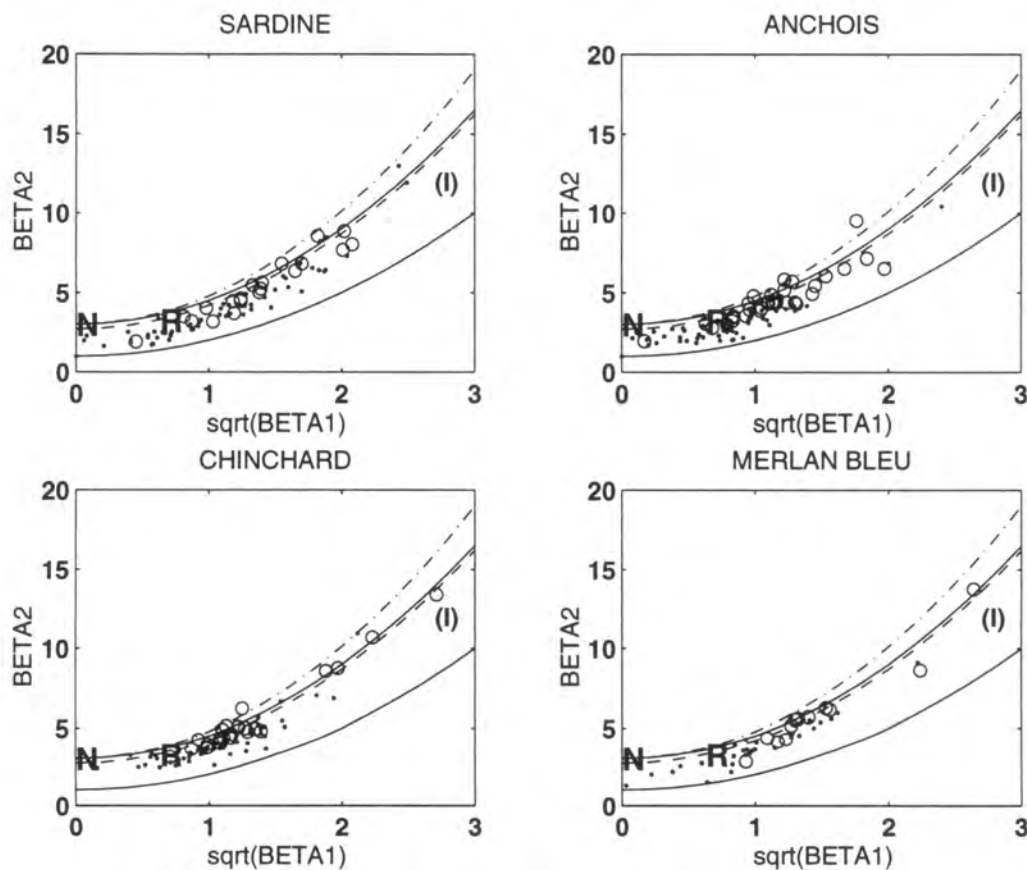 SARDINE
20
15
10
5
0
BETA2
N
R
(I)
0 1 2 3
sqrt(BETA1)
ANCHOIS
20
15
10
5
0
BETA2
N
R
(I)
0 1 2 3
sqrt(BETA1)
CHINCHARD
20
15
10
5
0
BETA2
N
R
(I)
0 1 2 3
sqrt(BETA1)
MERLAN BLEU
20
15
10
5
0
BETA2
N
R
(I)
0 1 2 3
sqrt(BETA1)